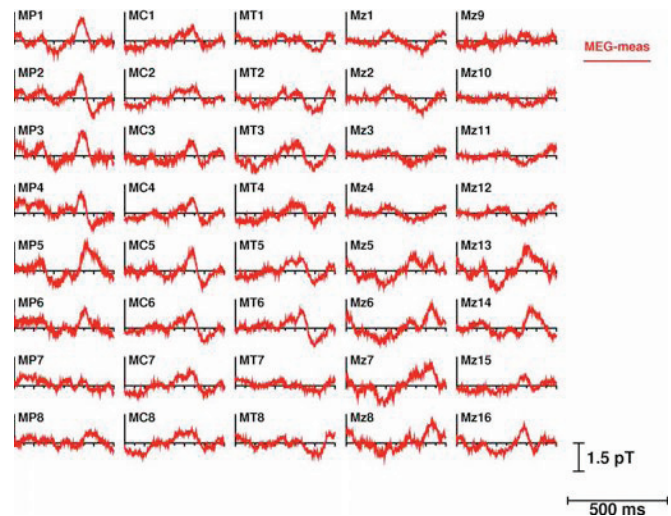 MP1 MC1 MT1 Mz1 Mz9
MEG-meas
MP2 MC2 MT2 Mz2 Mz10
MP3 MC3 MT3 Mz3 Mz11
MP4 MC4 MT4 Mz4 Mz12
MP5 MC5 MT5 Mz5 Mz13
MP6 MC6 MT6 Mz6 Mz14
MP7 MC7 MT7 Mz7 Mz15
MP8 MC8 MT8 Mz8 Mz16
1.5 pT
500 ms